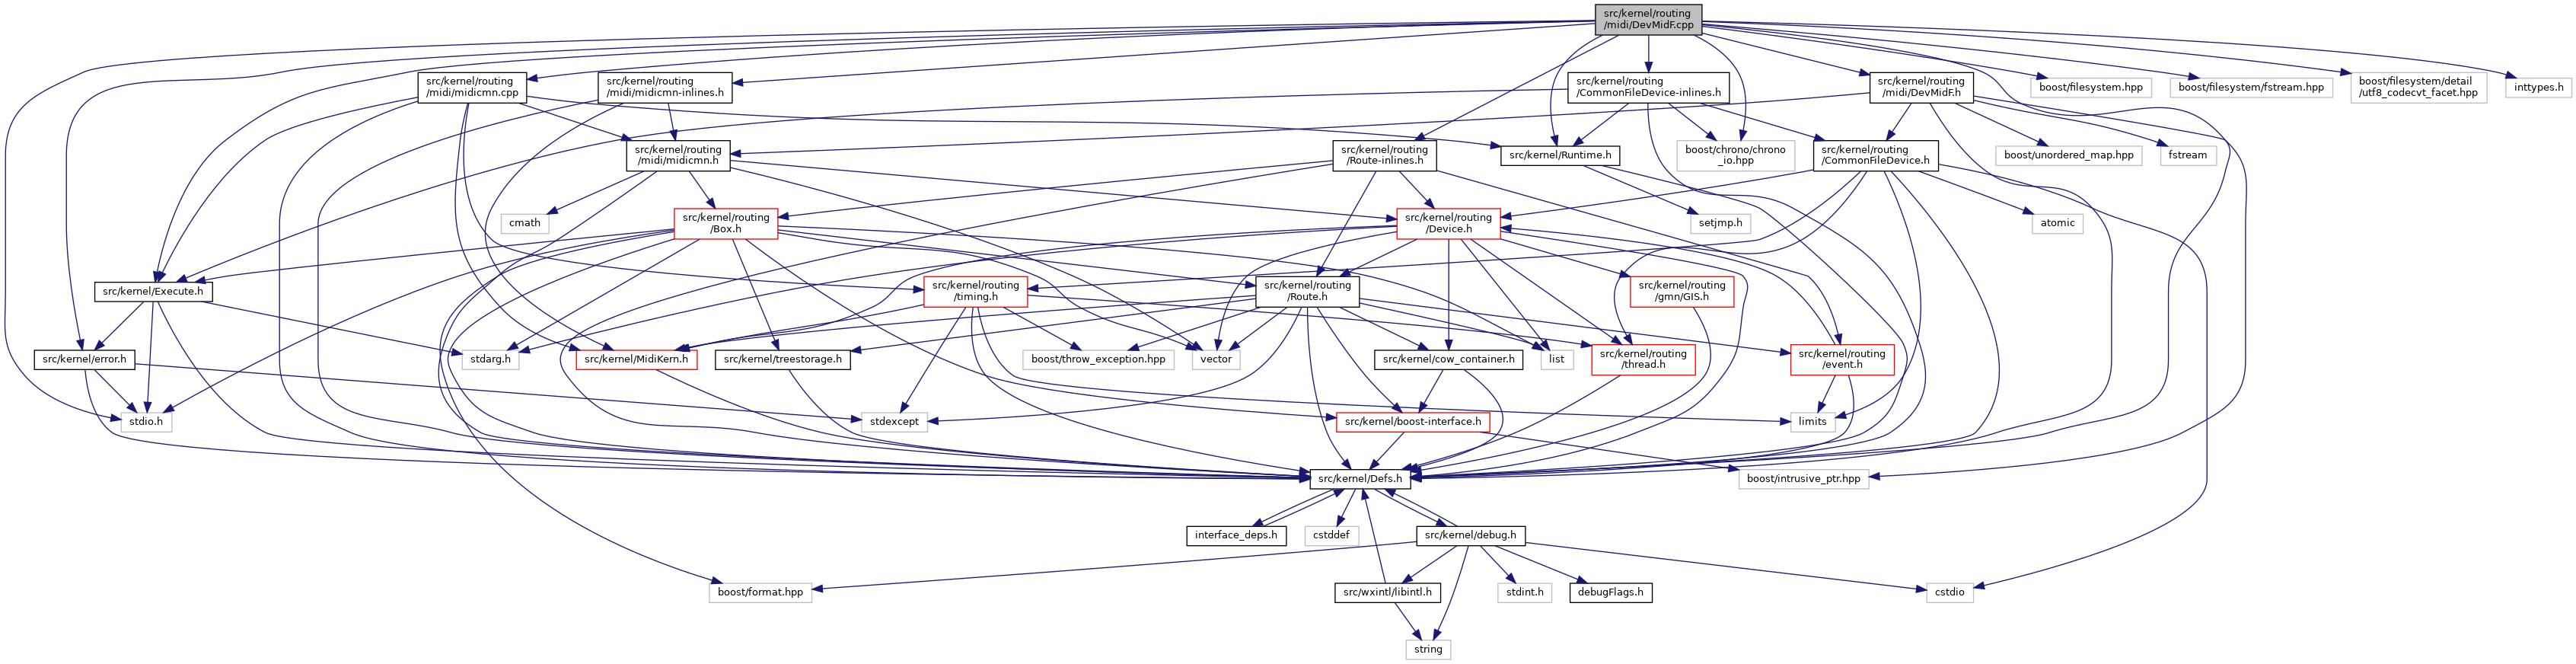 src/kernel/routing
/midi/DevMidF.cpp
src/kernel/routing
/midi/midicmn.cpp
src/kernel/routing
/midi/midicmn-inlines.h
src/kernel/routing
/CommonFileDevice-inlines.h
src/kernel/routing
/midi/DevMidF.h
boost/filesystem.hpp
boost/filesystem/fstream.hpp
boost/filesystem/detail
/utf8_codecvt_facet.hpp
inttypes.h
src/kernel/routing
/midi/midicmn.h
src/kernel/routing
/Route-inlines.h
src/kernel/Runtime.h
boost/chrono/chrono
_io.hpp
src/kernel/routing
/CommonFileDevice.h
boost/unordered_map.hpp
fstream
cmath
src/kernel/routing
/Box.h
src/kernel/routing
/Device.h
setjmp.h
atomic
src/kernel/Execute.h
src/kernel/routing
/timing.h
src/kernel/routing
/Route.h
src/kernel/routing
/gmn/GIS.h
src/kernel/error.h
stdarg.h
src/kernel/MidiKern.h
src/kernel/treestorage.h
boost/throw_exception.hpp
vector
src/kernel/cow_container.h
list
src/kernel/routing
/thread.h
src/kernel/routing
/event.h
stdio.h
stdexcept
src/kernel/boost-interface.h
limits
src/kernel/Defs.h
boost/intrusive_ptr.hpp
interface_deps.h
cstddef
src/kernel/debug.h
boost/format.hpp
src/wxintl/libintl.h
stdint.h
debugFlags.h
cstdio
string